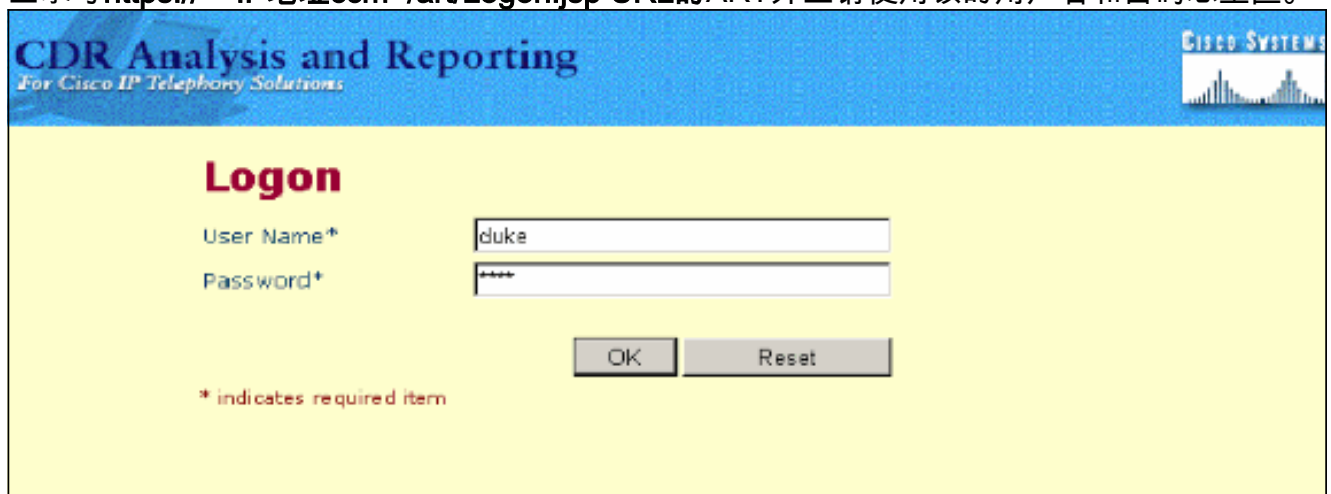 CDR Analysis and Reporting
For Cisco IP Telephony Solutions
CISCO SYSTEMS
Logon
User Name*
duke
Password*
****
OK
Reset
* indicates required item